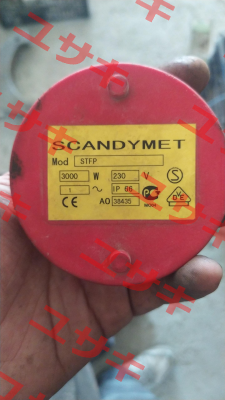 SCANDYMET
Mod STFP
3000 W 230 V S
1 ~ IP 66
CE AO 38435
ユサキ